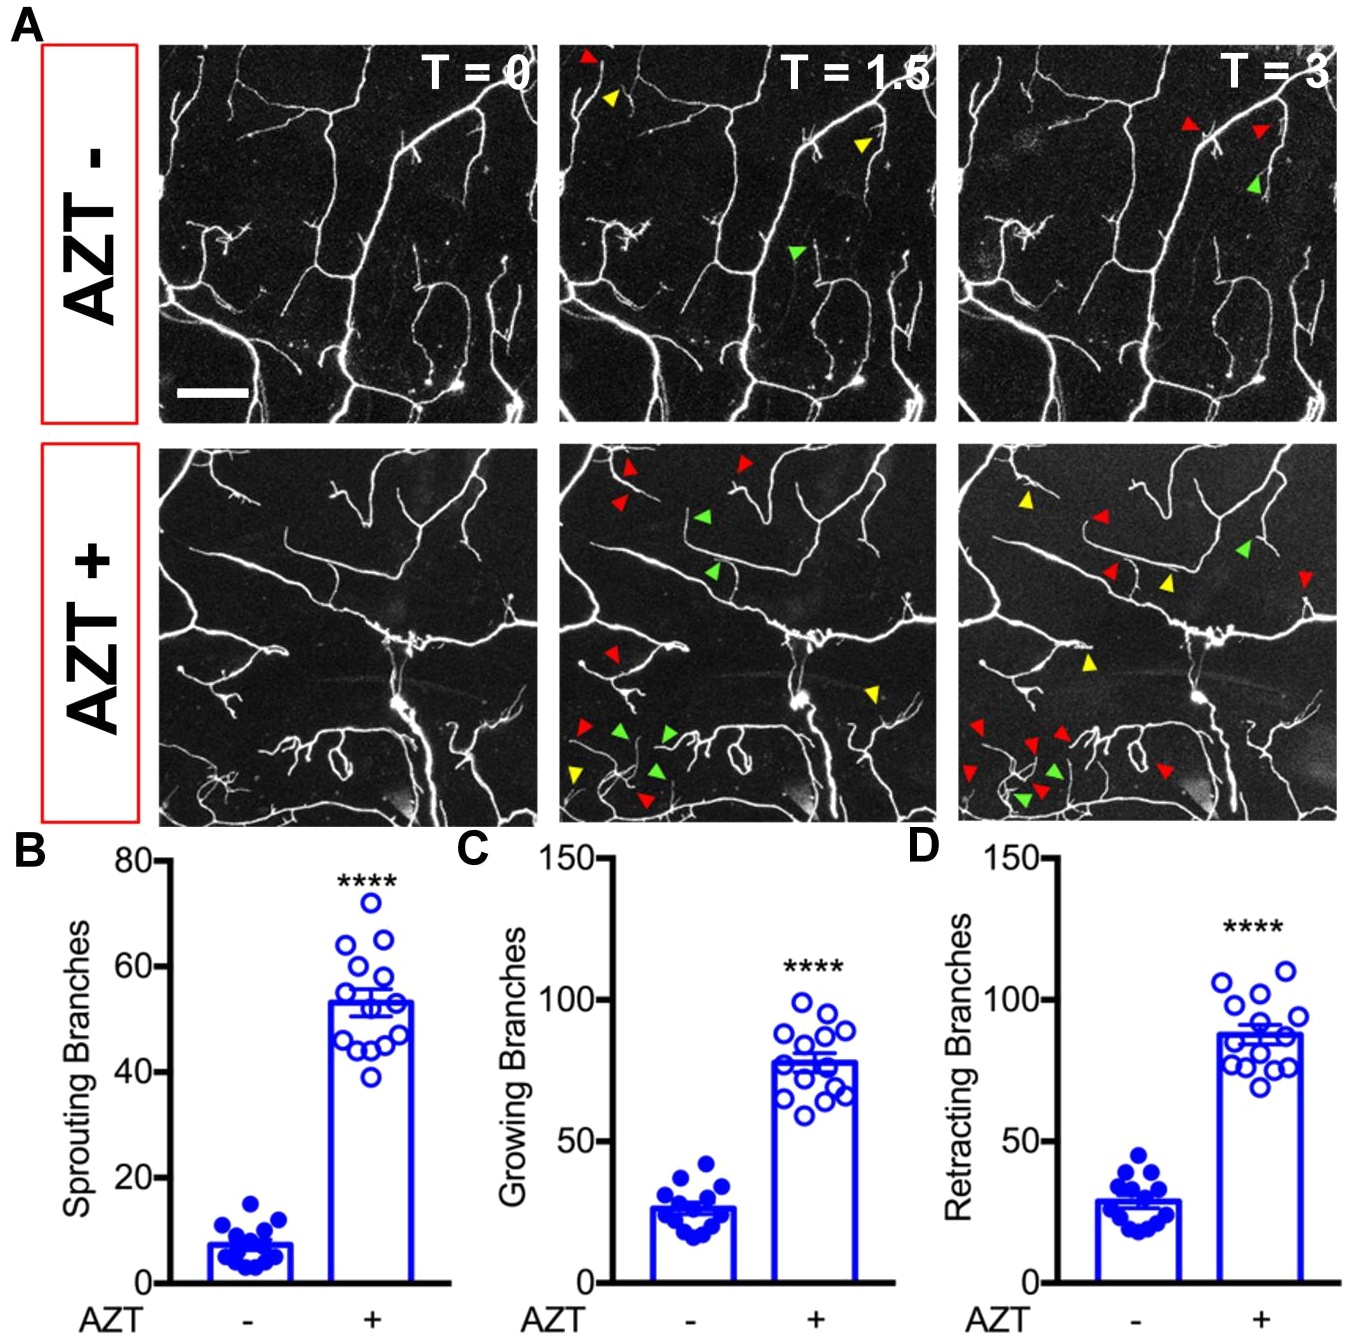 A
AZT -
T = 0
T = 1.5
T = 3
AZT +
B
Sprouting Branches
80
60
40
20
0
****
AZT
-
+
C
Growing Branches
150
100
50
0
****
AZT
-
+
D
Retracting Branches
150
100
50
0
****
AZT
-
+